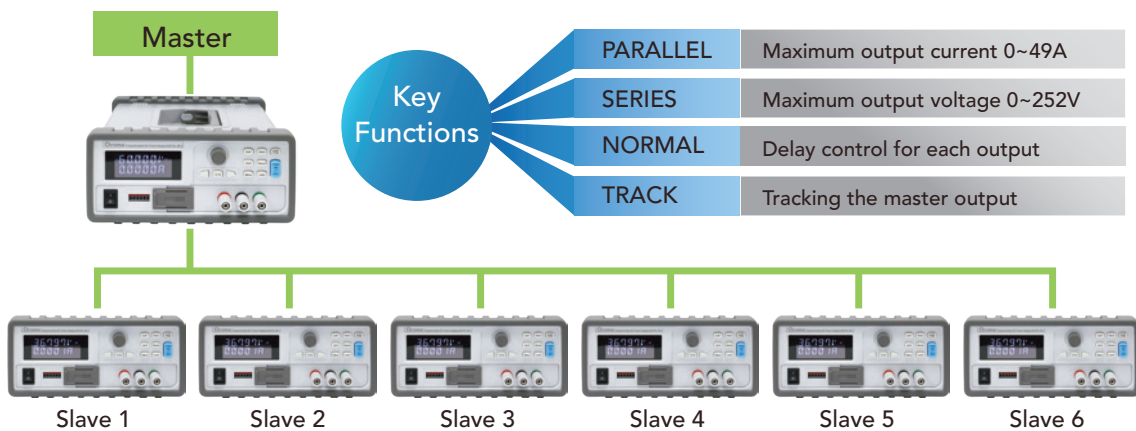 Master
Key
Functions
PARALLEL
Maximum output current 0~49A
SERIES
Maximum output voltage 0~252V
NORMAL
Delay control for each output
TRACK
Tracking the master output
Slave 1
Slave 2
Slave 3
Slave 4
Slave 5
Slave 6